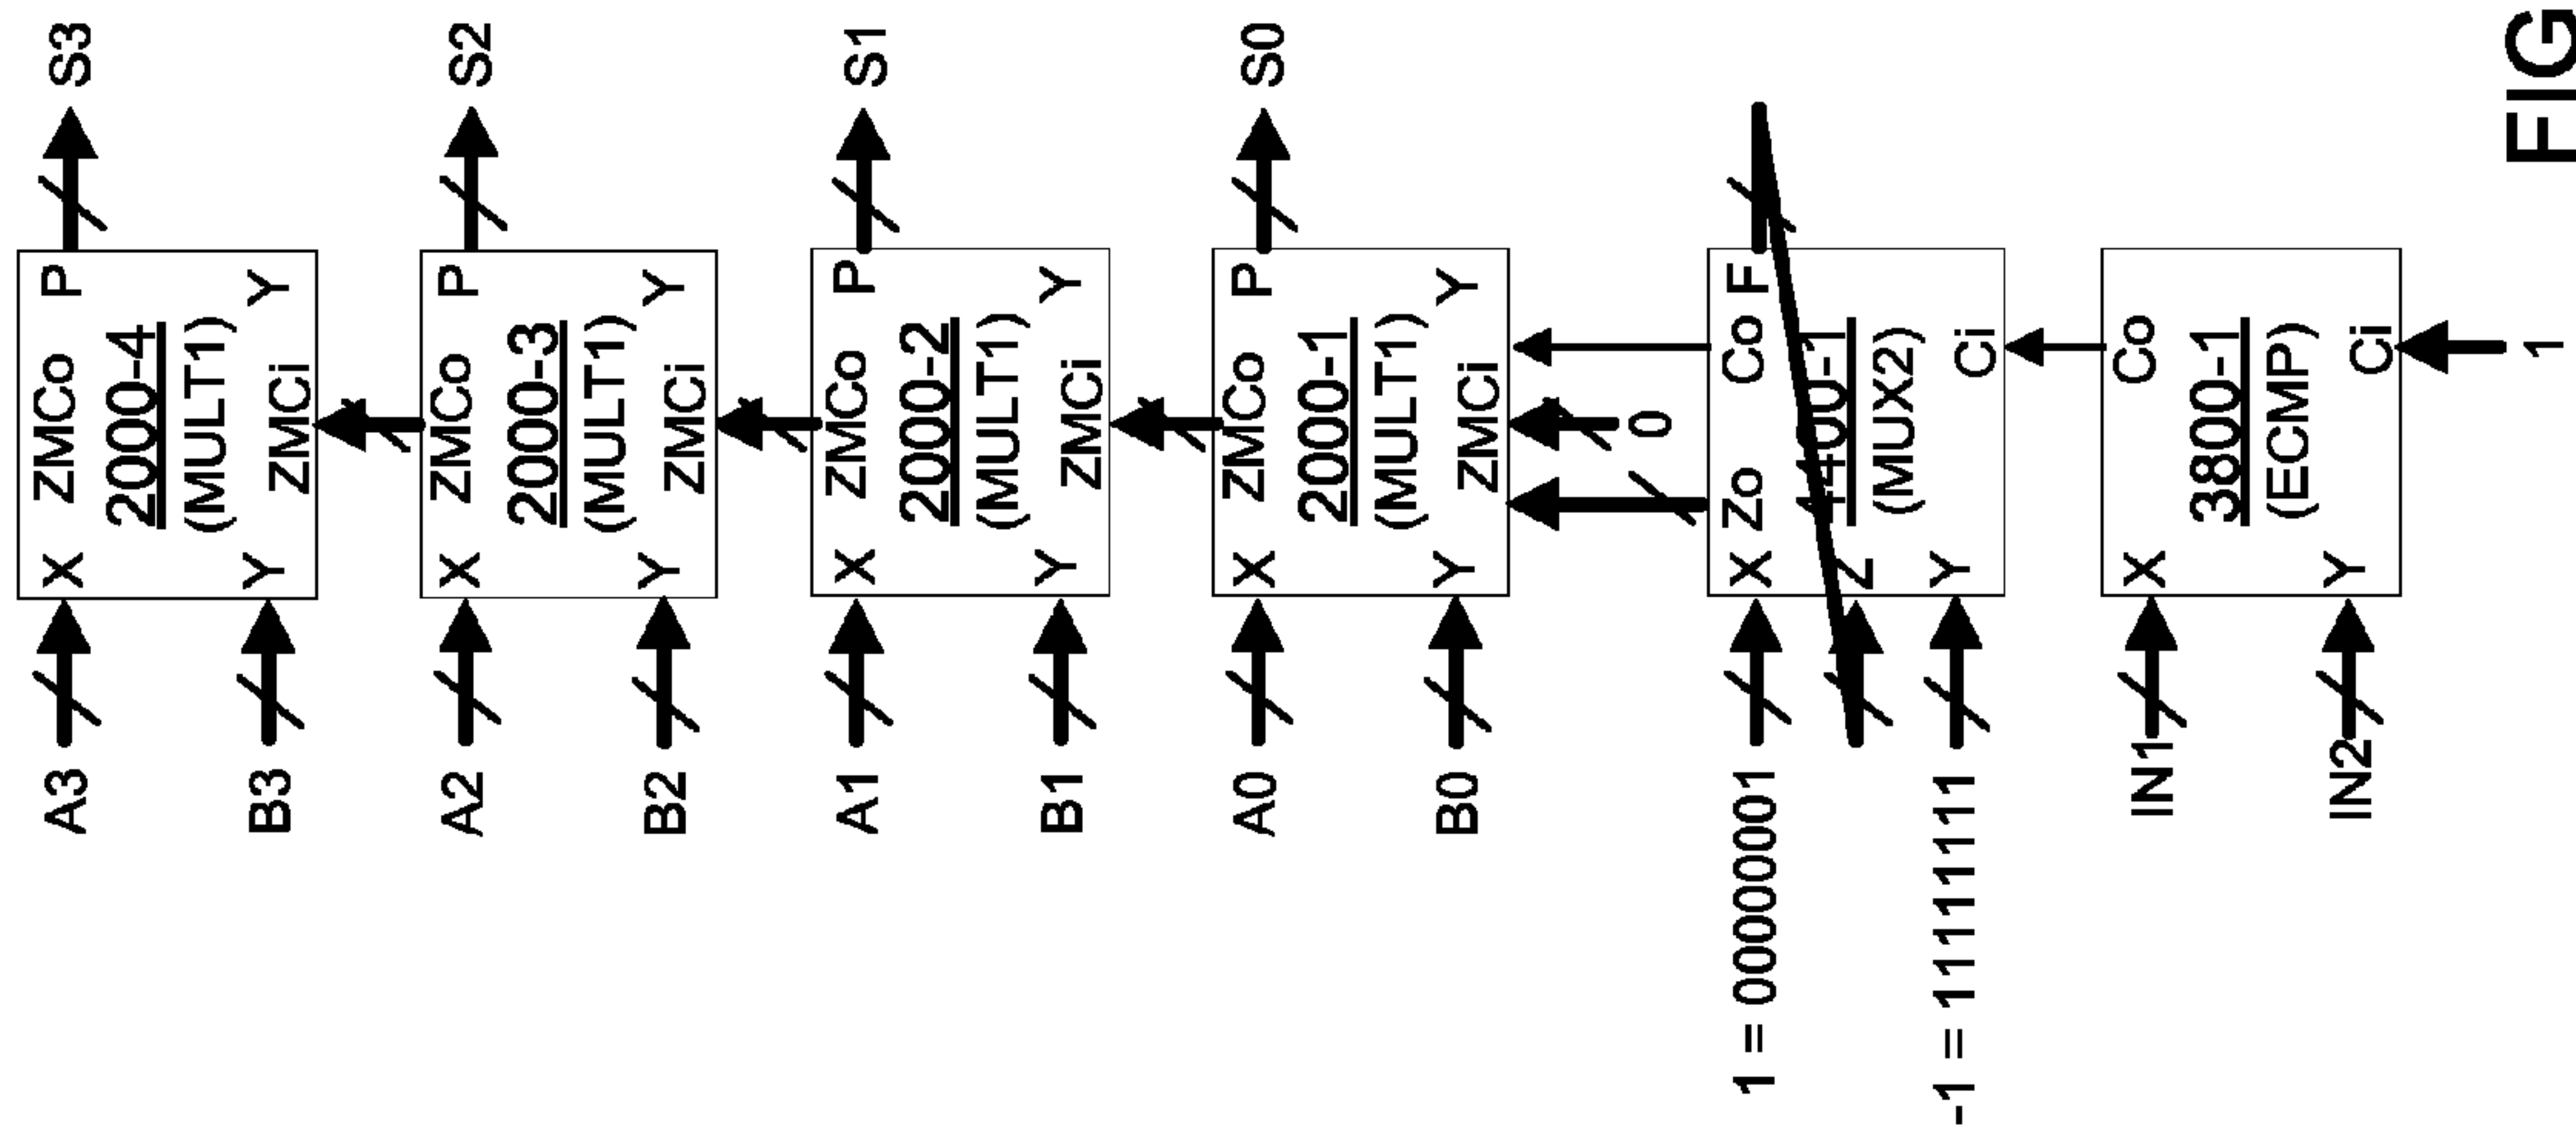 A3
B3
X
Y
ZMCo
2000-4
(MULT1)
ZMCi
P
Y
S3
A2
B2
X
Y
ZMCo
2000-3
(MULT1)
ZMCi
P
Y
S2
A1
B1
X
Y
ZMCo
2000-2
(MULT1)
ZMCi
P
Y
S1
A0
B0
X
Y
ZMCo
2000-1
(MULT1)
ZMCi
P
Y
S0
0
1 = 00000001
-1 = 11111111
X
Z
Y
Zo
Co
F
4400-1
(MUX2)
Ci
IN1
IN2
X
Y
Co
3800-1
(ECMP)
Ci
1
FIG